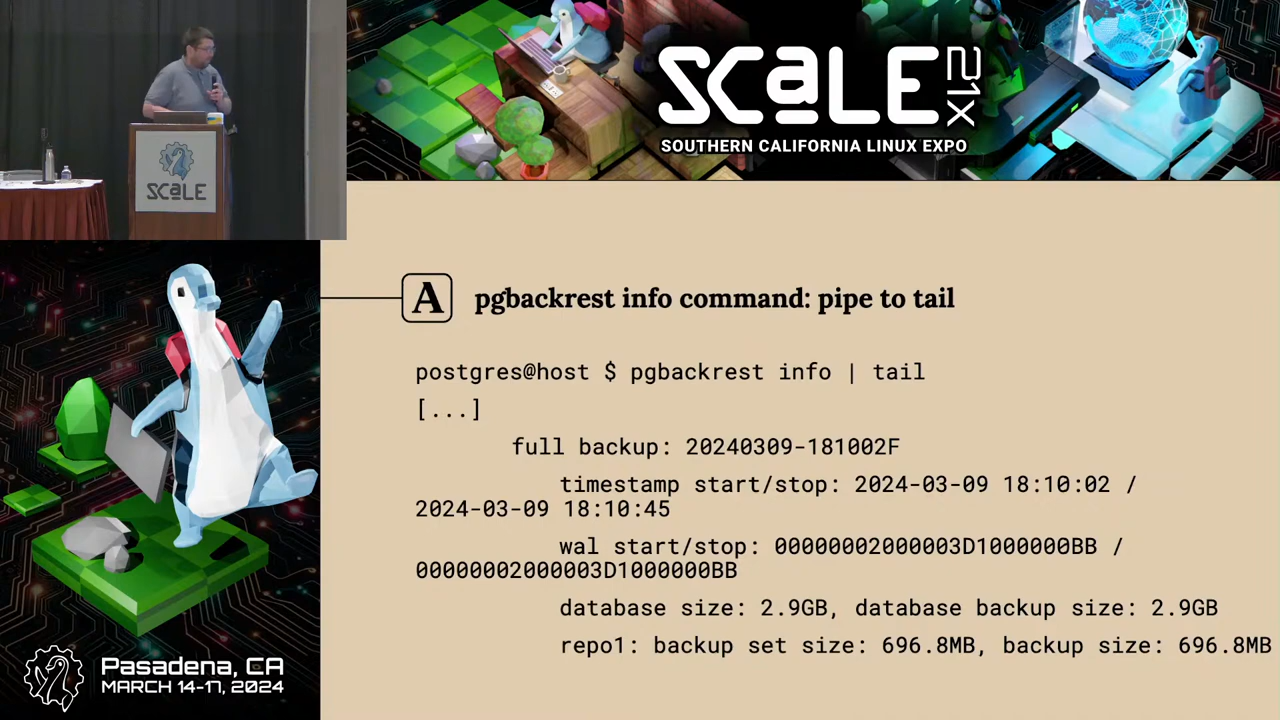 SCALE
SCaLE 21X
SOUTHERN CALIFORNIA LINUX EXPO
A pgbackrest info command: pipe to tail
postgres@host $ pgbackrest info | tail
[...]
full backup: 20240309-181002F
timestamp start/stop: 2024-03-09 18:10:02 /
2024-03-09 18:10:45
wal start/stop: 00000002000003D1000000BB /
00000002000003D1000000BB
database size: 2.9GB, database backup size: 2.9GB
repo1: backup set size: 696.8MB, backup size: 696.8MB
Pasadena, CA
MARCH 14-17, 2024